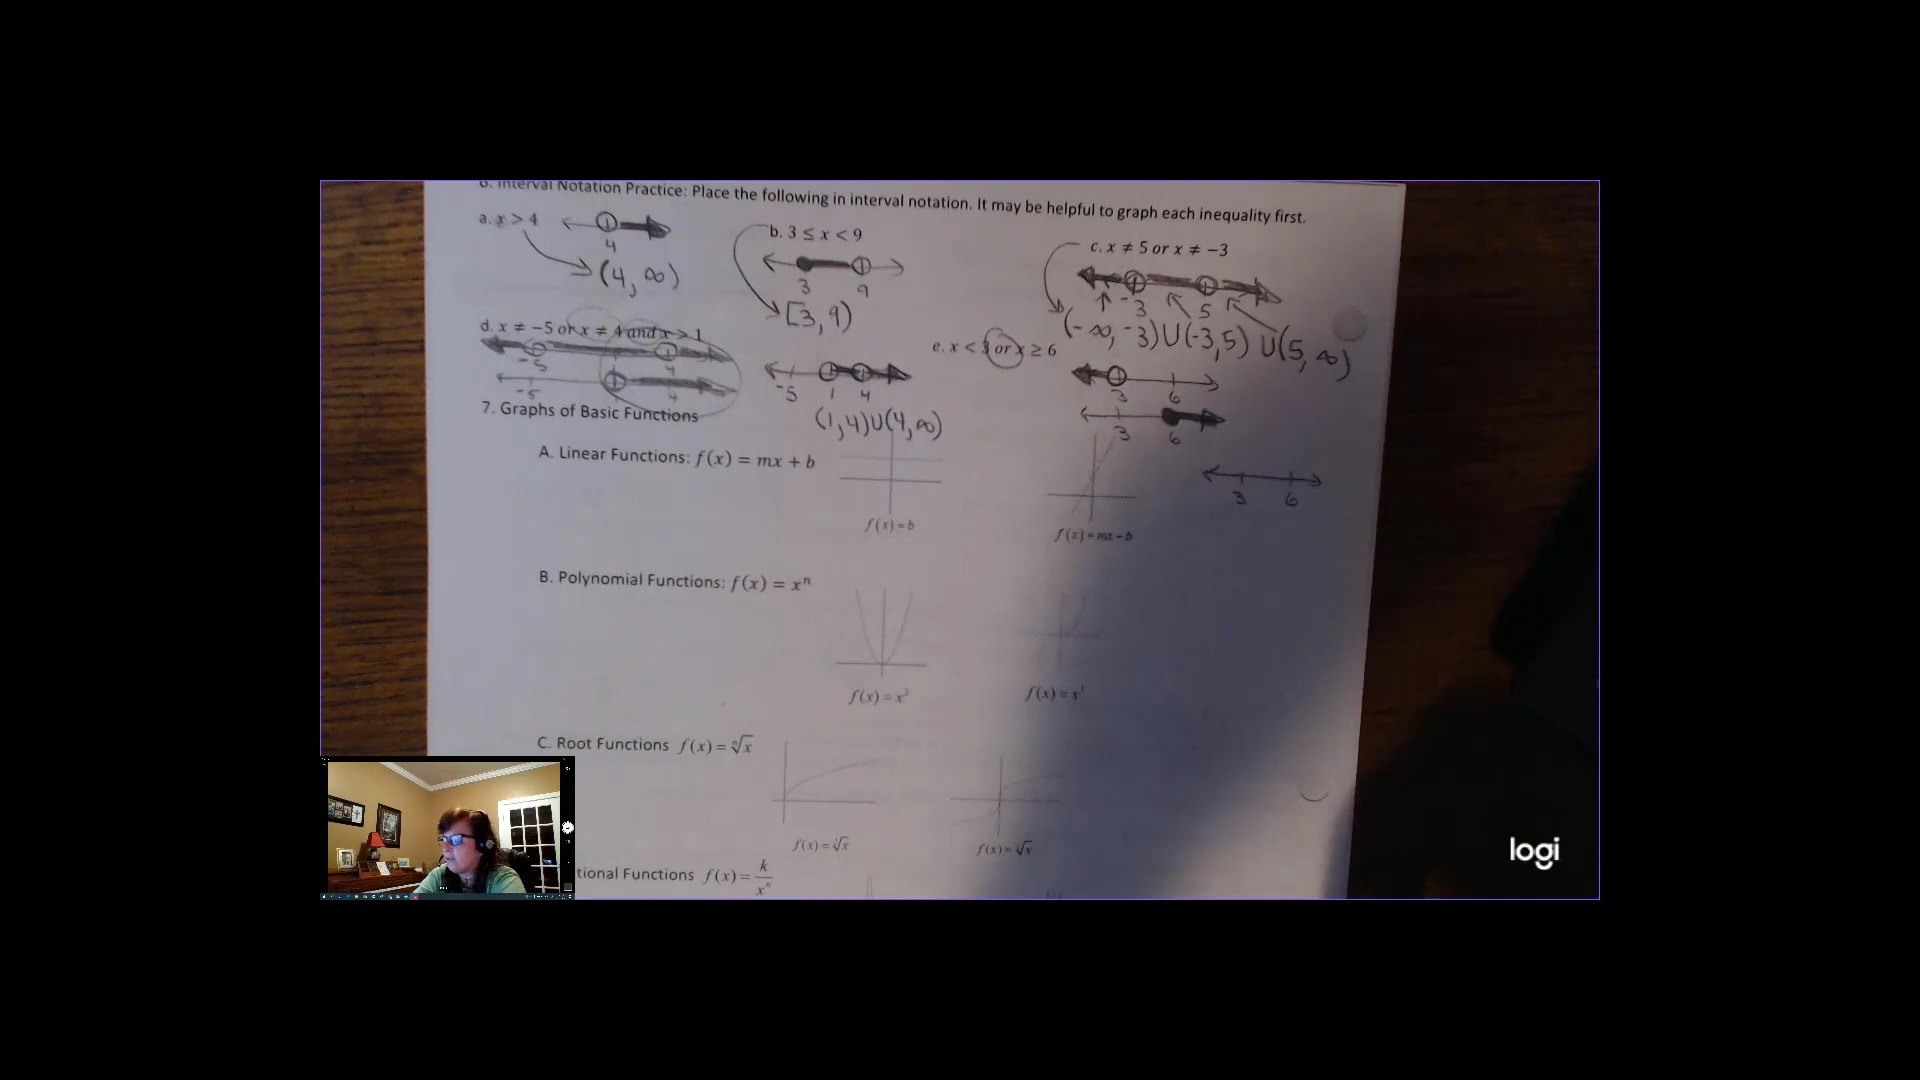 6. Interval Notation Practice: Place the following in interval notation. It may be helpful to graph each inequality first.
a. x > 4
4
(4, ∞)
b. 3 ≤ x < 9
3 9
[3, 9)
c. x ≠ 5 or x ≠ −3
-3 5
(-∞, -3) U (-3, 5) U (5, ∞)
d. x ≠ −5 or x ≠ 4 and x > 1
-5 4
-5 4
-5 1 4
(1, 4) U (4, ∞)
e. x < 3 or x ≥ 6
3 6
3 6
3 6
7. Graphs of Basic Functions
A. Linear Functions: f(x) = mx + b
f(x) = b
f(x) = mx + b
B. Polynomial Functions: f(x) = xⁿ
f(x) = x²
f(x) = x³
C. Root Functions f(x) = ⁿ√x
f(x) = ²√x
f(x) = ³√x
tional Functions f(x) = k/xⁿ
logi